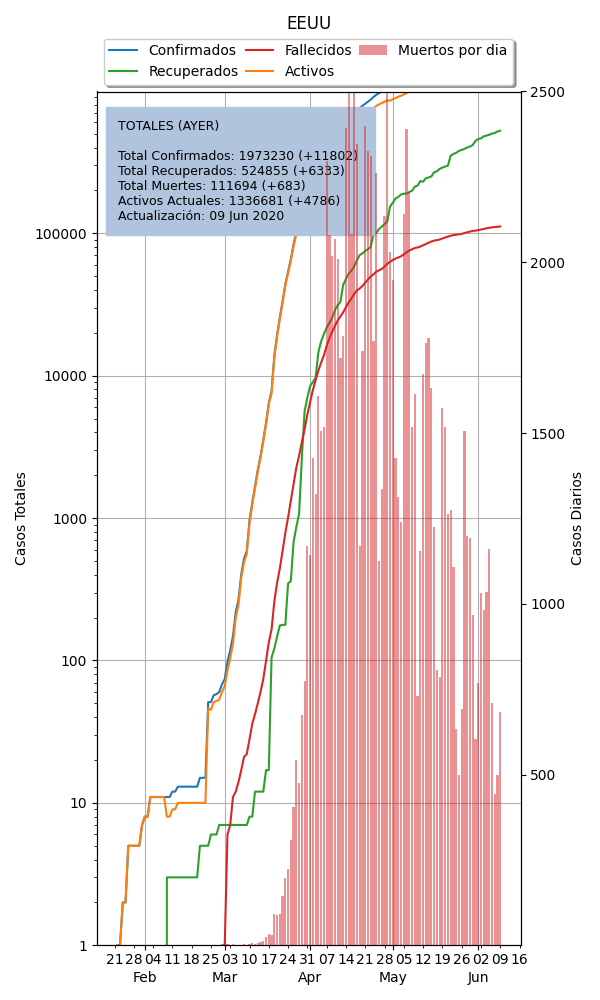 EEUU
Confirmados Fallecidos Muertos por dia
Recuperados Activos
TOTALES (AYER)
Total Confirmados: 1973230 (+11802)
Total Recuperados: 524855 (+6333)
Total Muertes: 111694 (+683)
Activos Actuales: 1336681 (+4786)
Actualización: 09 Jun 2020
Casos Totales
100000
10000
1000
100
10
1
2500
2000
1500
1000
500
Casos Diarios
21 28 04 11 18 25 03 10 17 24 31 07 14 21 28 05 12 19 26 02 09 16
Feb Mar Apr May Jun